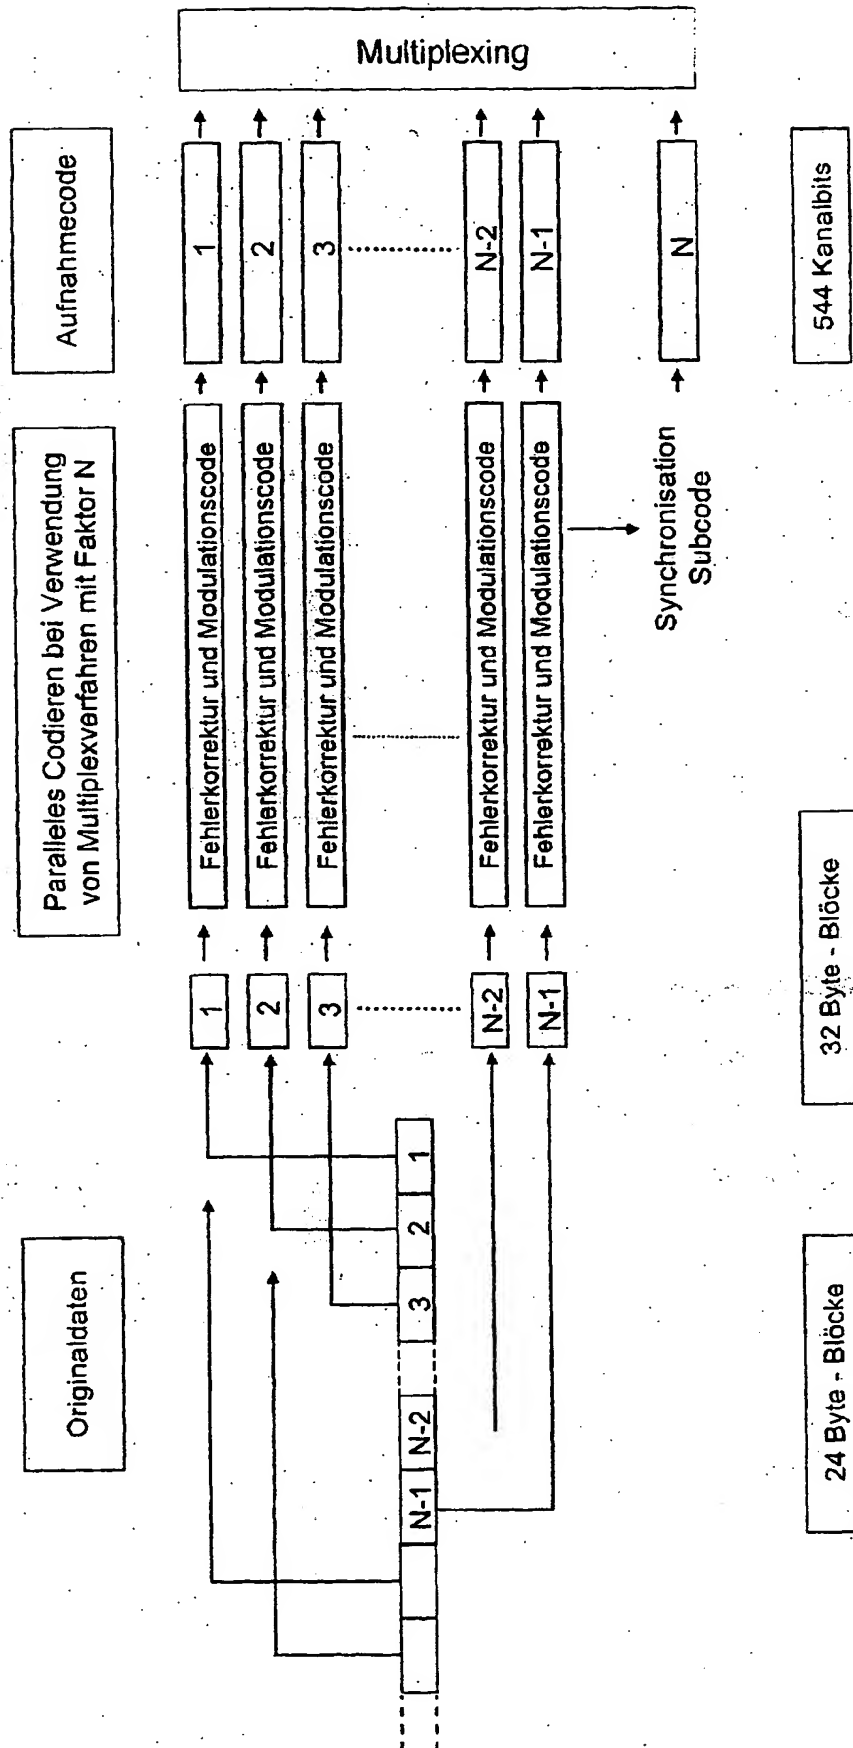 Originaldaten
Paralleles Codieren bei Verwendung
von Multiplexverfahren mit Faktor N
Aufnahmecode
1
Fehlerkorrektur und Modulationscode
1
2
Fehlerkorrektur und Modulationscode
2
3
Fehlerkorrektur und Modulationscode
3
Multiplexing
N-1
N-2
3
2
1
N-2
Fehlerkorrektur und Modulationscode
N-2
N-1
Fehlerkorrektur und Modulationscode
N-1
Synchronisation
Subcode
N
24 Byte - Blöcke
32 Byte - Blöcke
544 Kanalbits